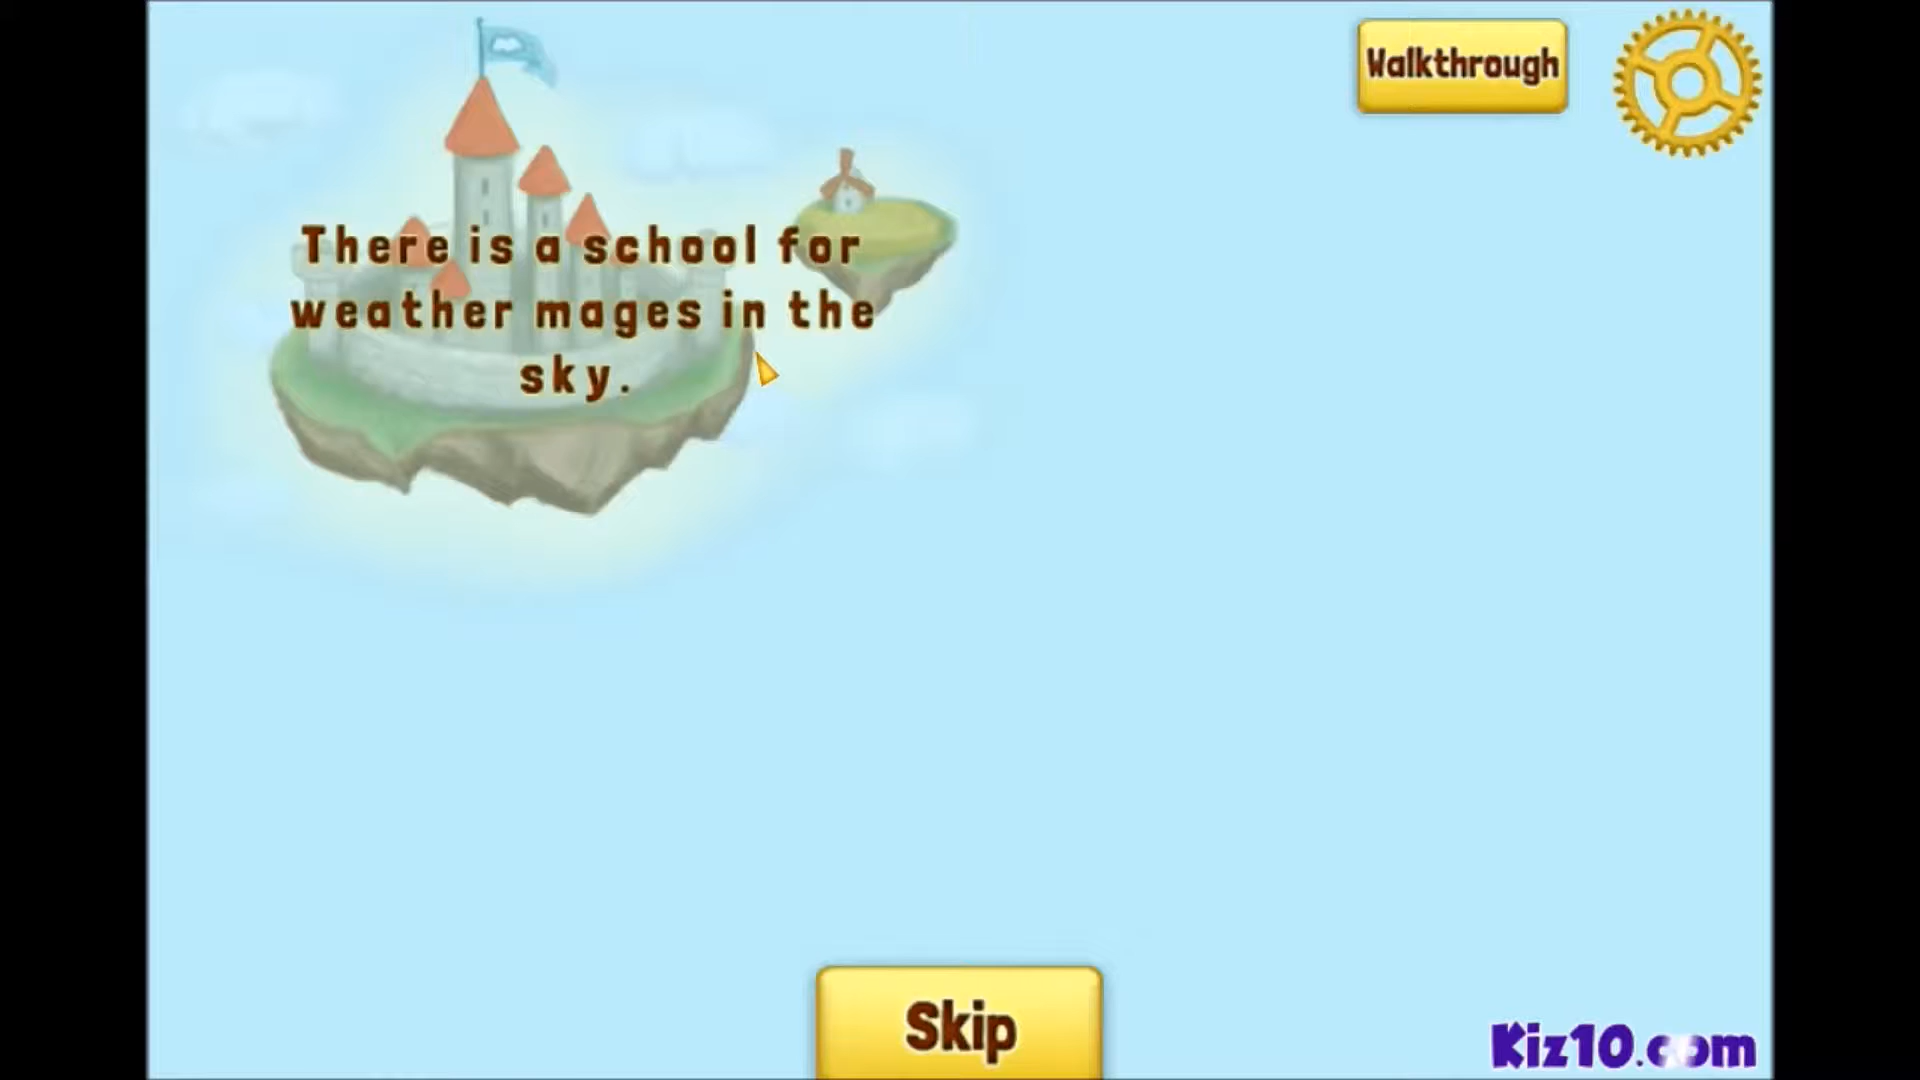 Walkthrough
There is a school for
weather mages in the
sky.
Skip
Kiz10.com